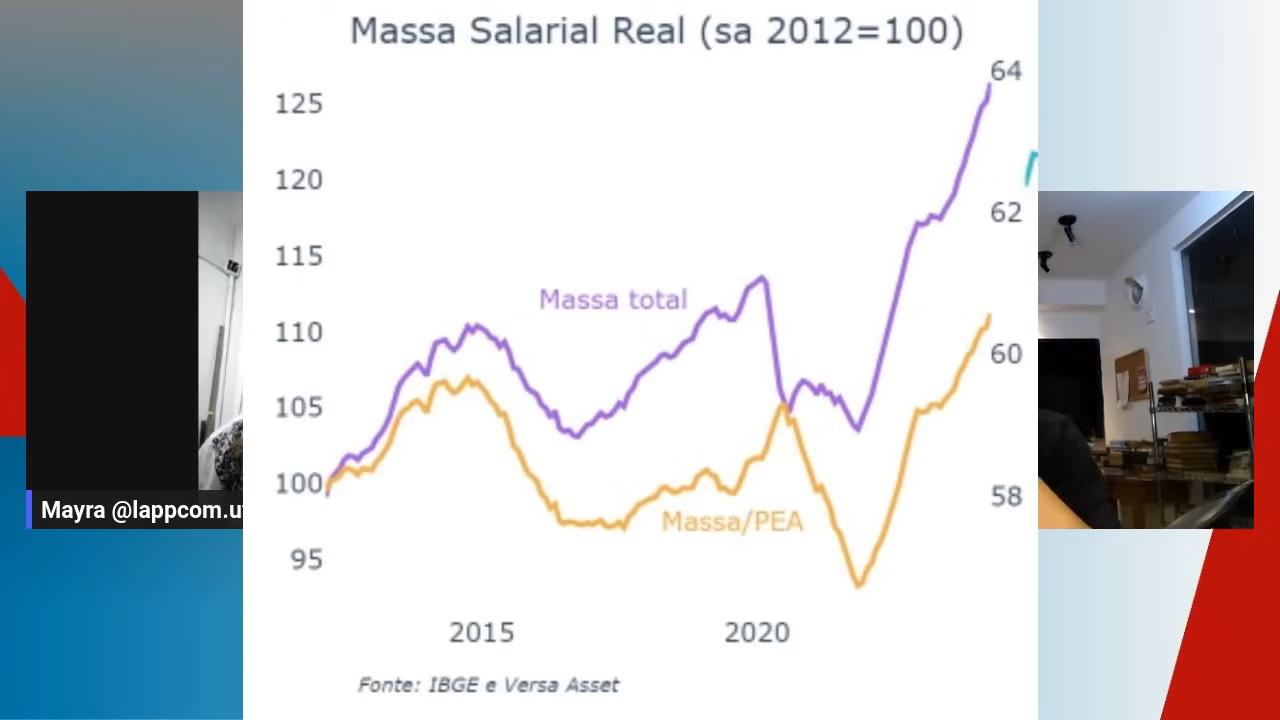 Massa Salarial Real (sa 2012=100)
64
125
120
62
115
Massa total
110
60
105
100
58
Mayra @lappcom.u
Massa/PEA
95
2015
2020
Fonte: IBGE e Versa Asset